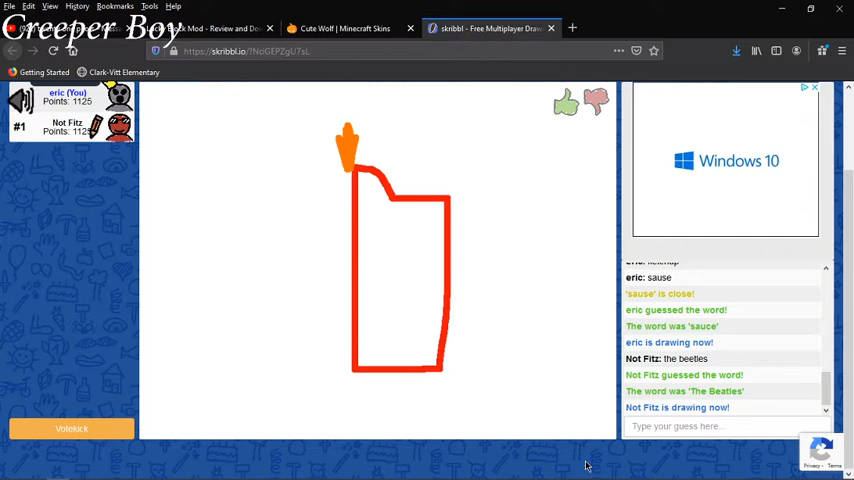 File Edit View History Bookmarks Tools Help
Creeper Boy
Block Mod - Review and Do
Cute Wolf | Minecraft Skins
skribbl - Free Multiplayer Draw
https://skribbl.io/?NciGEPZgU7sL
Getting Started Clark-Vitt Elementary
eric (You)
Points: 1125
#1 Not Fitz
Points: 1125
Windows 10
eric: sause
'sause' is close!
eric guessed the word!
The word was 'sauce'
eric is drawing now!
Not Fitz: the beetles
Not Fitz guessed the word!
The word was 'The Beatles'
Not Fitz is drawing now!
Type your guess here...
Votekick
Privacy - Terms